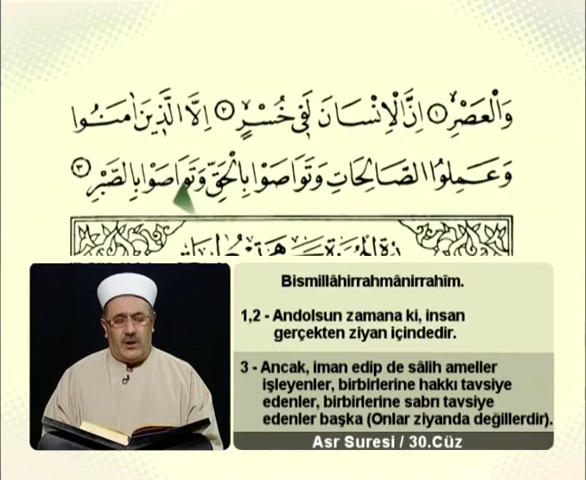 وَالْعَصْرِۙ ﴿١﴾ اِنَّ الْاِنْسَانَ لَفٖى خُسْرٍۙ ﴿٢﴾ اِلَّا الَّذٖينَ اٰمَنُوا
وَعَمِلُوا الصَّالِحَاتِ وَتَوَاصَوْا بِالْحَقِّ وَتَوَاصَوْا بِالصَّبْرِ ﴿٣﴾
Bismillâhirrahmânirrahîm.
1,2 - Andolsun zamana ki, insan
gerçekten ziyan içindedir.
3 - Ancak, iman edip de sâlih ameller
işleyenler, birbirlerine hakkı tavsiye
edenler, birbirlerine sabrı tavsiye
edenler başka (Onlar ziyanda değillerdir).
Asr Suresi / 30.Cüz